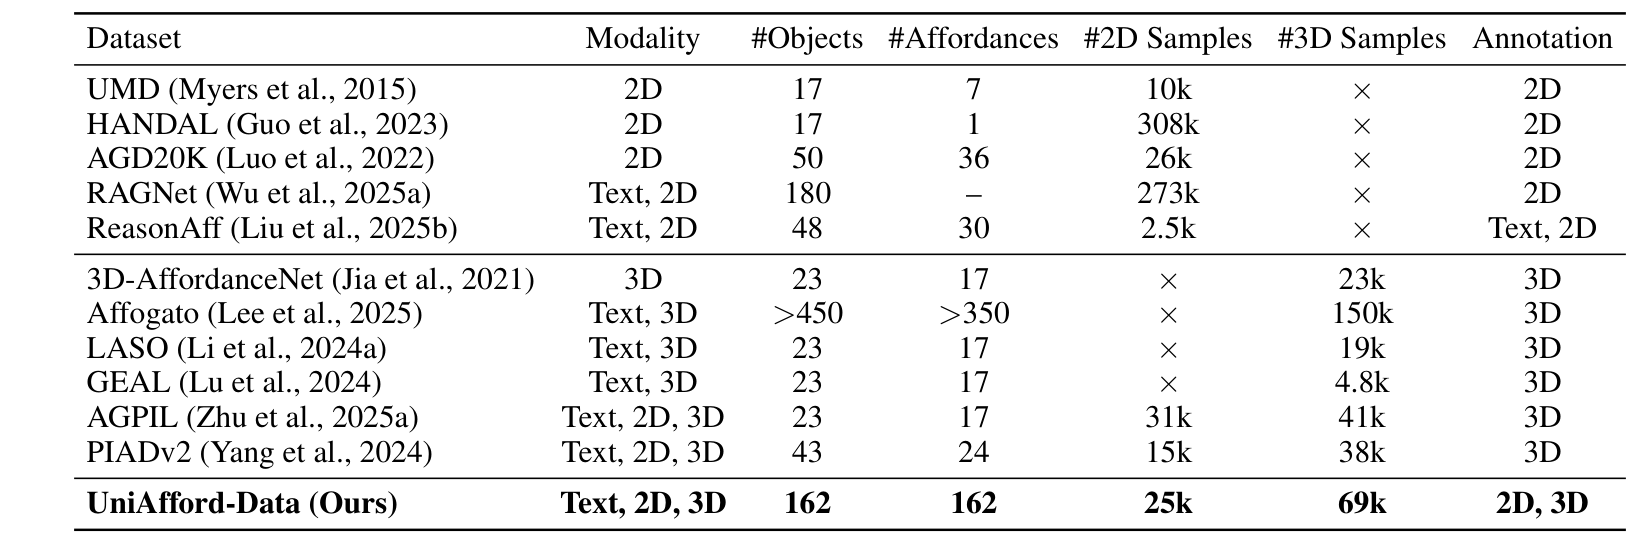 Dataset Modality #Objects #Affordances #2D Samples #3D Samples Annotation
UMD (Myers et al., 2015) 2D 17 7 10k × 2D
HANDAL (Guo et al., 2023) 2D 17 1 308k × 2D
AGD20K (Luo et al., 2022) 2D 50 36 26k × 2D
RAGNet (Wu et al., 2025a) Text, 2D 180 – 273k × 2D
ReasonAff (Liu et al., 2025b) Text, 2D 48 30 2.5k × Text, 2D
3D-AffordanceNet (Jia et al., 2021) 3D 23 17 × 23k 3D
Affogato (Lee et al., 2025) Text, 3D >450 >350 × 150k 3D
LASO (Li et al., 2024a) Text, 3D 23 17 × 19k 3D
GEAL (Lu et al., 2024) Text, 3D 23 17 × 4.8k 3D
AGPIL (Zhu et al., 2025a) Text, 2D, 3D 23 17 31k 41k 3D
PIADv2 (Yang et al., 2024) Text, 2D, 3D 43 24 15k 38k 3D
UniAfford-Data (Ours) Text, 2D, 3D 162 162 25k 69k 2D, 3D